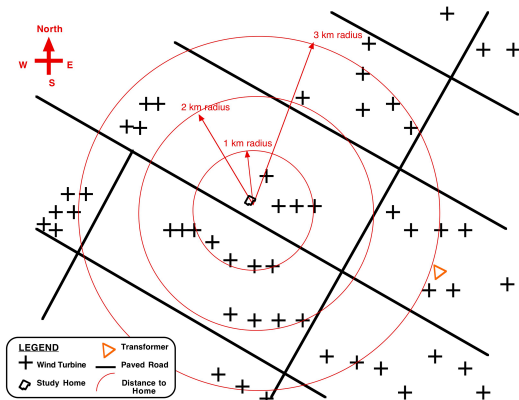 North
W E
S
3 km radius
2 km radius
1 km radius
LEGEND
Wind Turbine
Study Home
Transformer
Paved Road
Distance to
Home